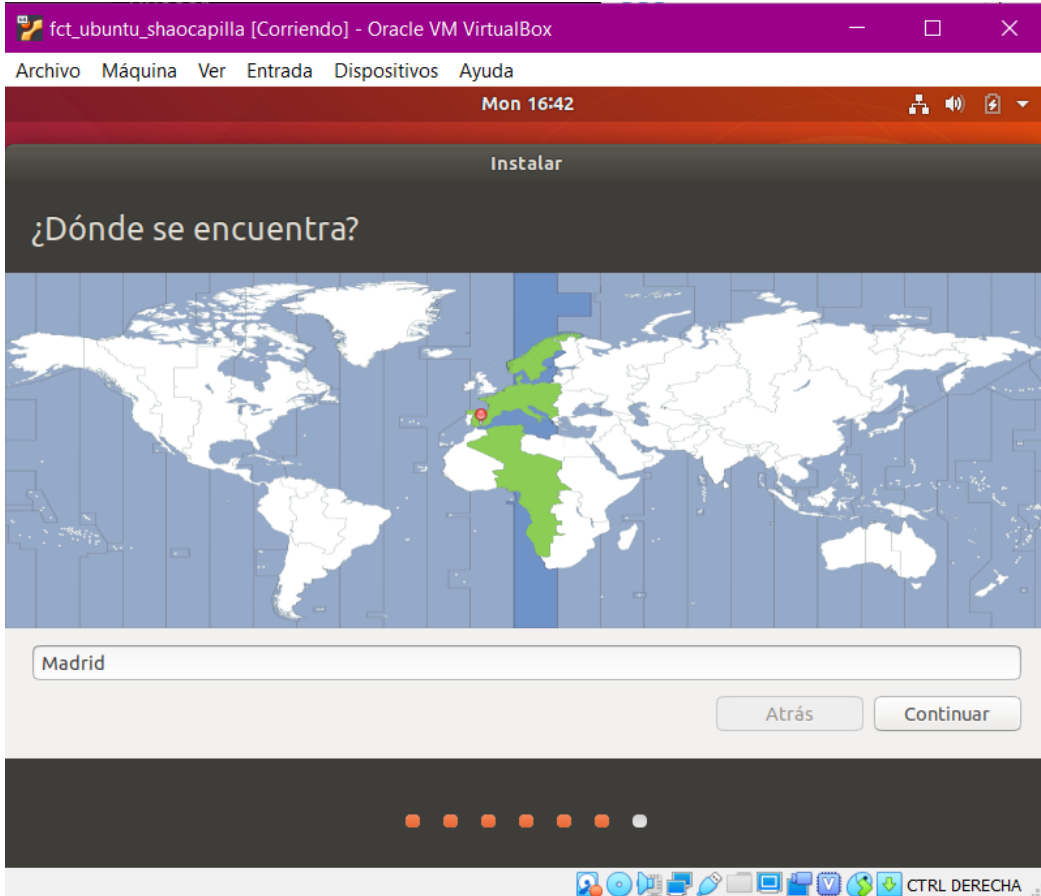 fct_ubuntu_shaocapilla [Corriendo] - Oracle VM VirtualBox
Archivo Máquina Ver Entrada Dispositivos Ayuda
Mon 16:42
Instalar
¿Dónde se encuentra?
Madrid
Atrás Continuar
CTRL DERECHA